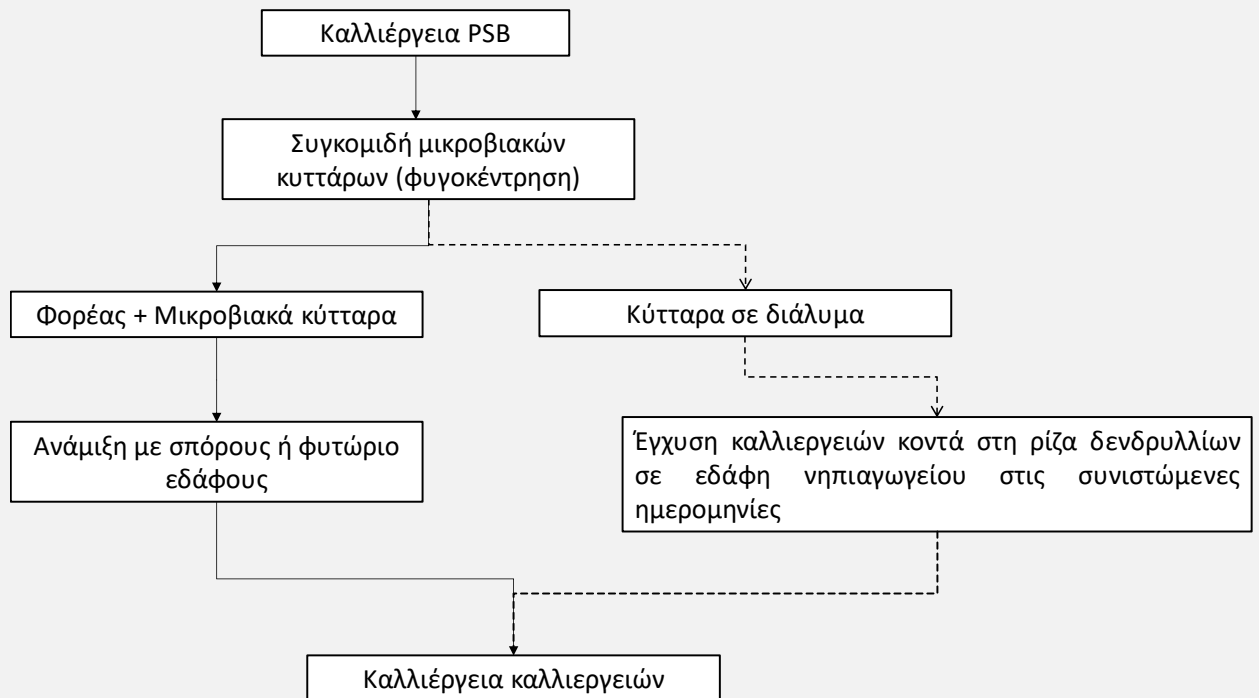 Καλλιέργεια PSB
Συγκομιδή μικροβιακών
κυττάρων (φυγοκέντρηση)
Φορέας + Μικροβιακά κύτταρα
Κύτταρα σε διάλυμα
Ανάμιξη με σπόρους ή φυτώριο
εδάφους
Έγχυση καλλιεργειών κοντά στη ρίζα δενδρυλλίων
σε εδάφη νηπιαγωγείου στις συνιστώμενες
ημερομηνίες
Καλλιέργεια καλλιεργειών